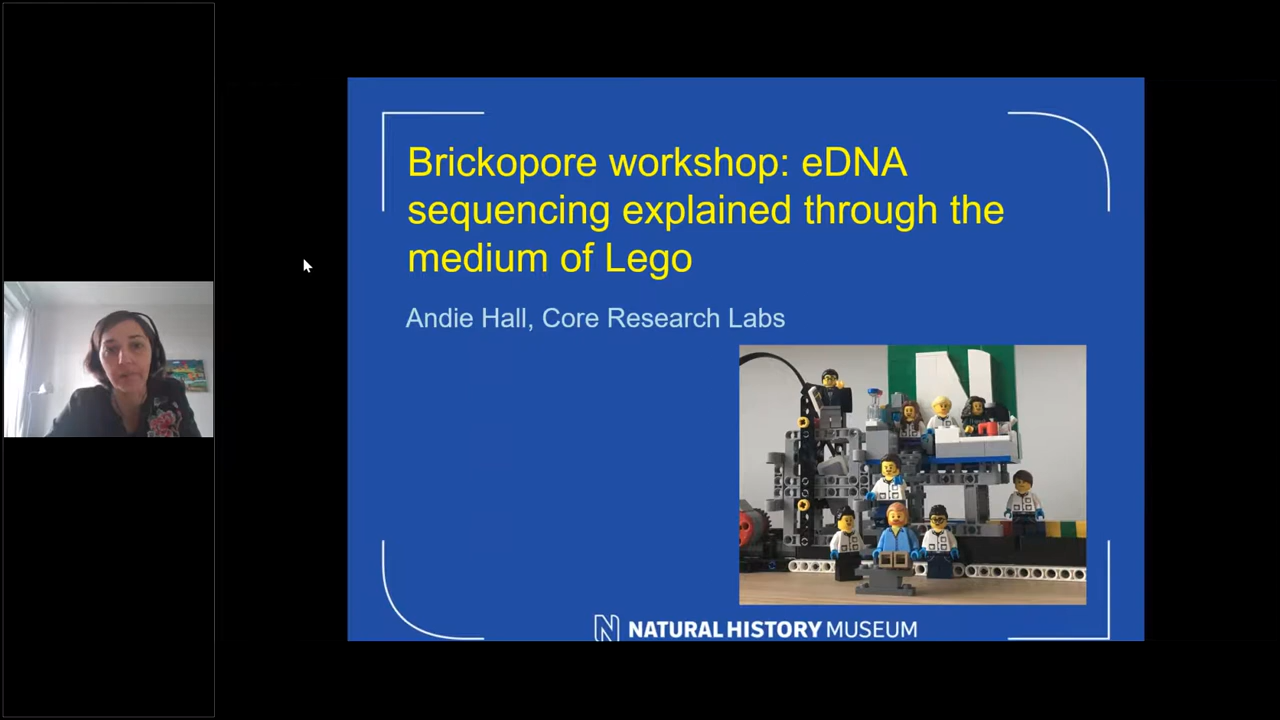 Brickopore workshop: eDNA
sequencing explained through the
medium of Lego
Andie Hall, Core Research Labs
N
NATURAL HISTORY MUSEUM